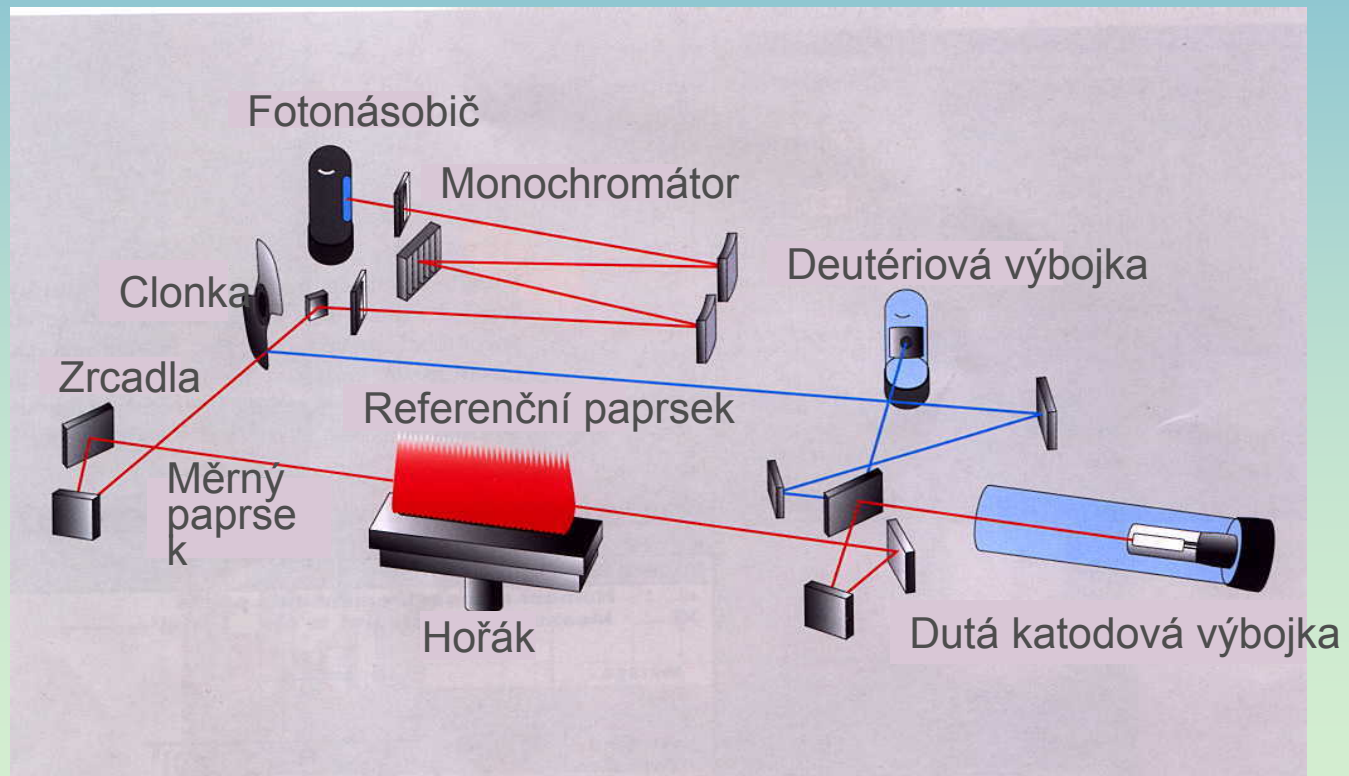 Fotonásobič
Monochromátor
Deutériová výbojka
Clonka
Zrcadla
Referenční paprsek
Měrný
paprse
k
Hořák
Dutá katodová výbojka